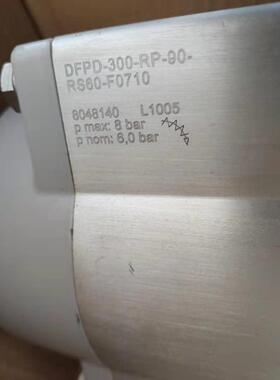 DFPD-300-RP-90-
RS60-F0710
8048140 L1005
p max: 8 bar
p nom: 6,0 bar